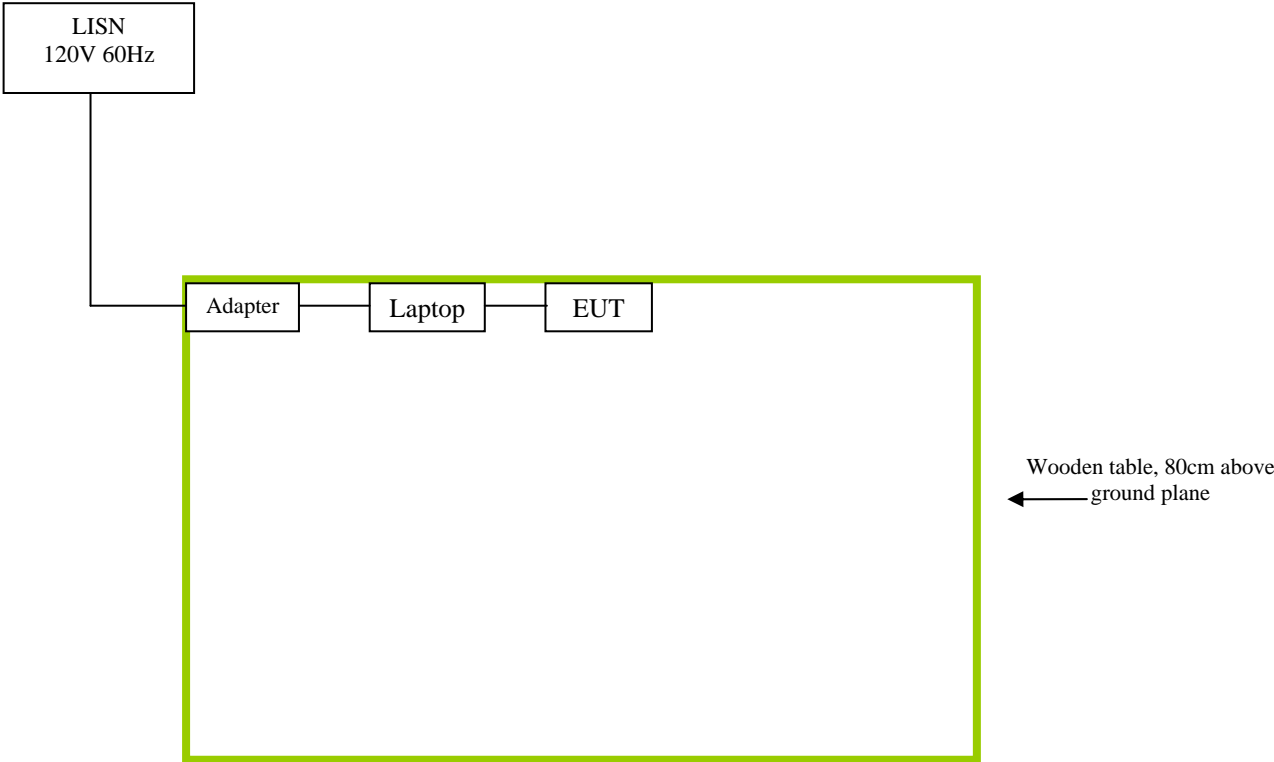 LISN
120V 60Hz
Adapter
Laptop
EUT
Wooden table, 80cm above
ground plane